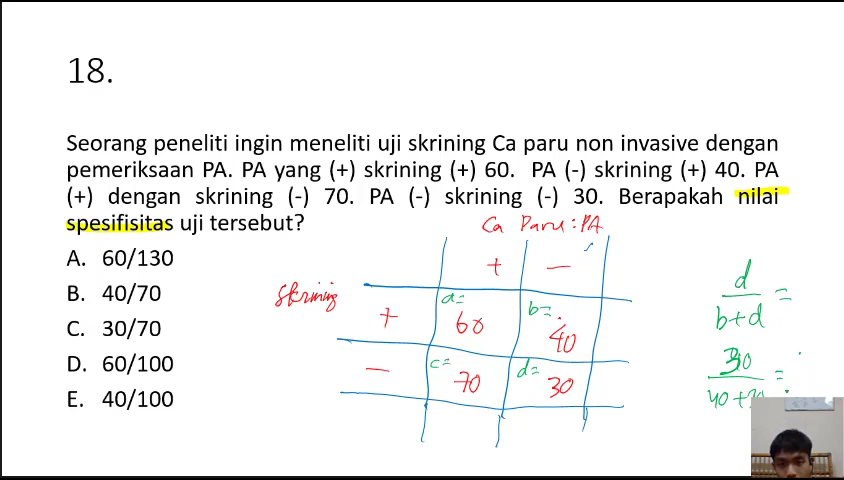 18.
Seorang peneliti ingin meneliti uji skrining Ca paru non invasive dengan
pemeriksaan PA. PA yang (+) skrining (+) 60. PA (-) skrining (+) 40. PA
(+) dengan skrining (-) 70. PA (-) skrining (-) 30. Berapakah nilai
spesifisitas uji tersebut?
A. 60/130
B. 40/70
C. 30/70
D. 60/100
E. 40/100
Ca Paru : PA
+ −
Skrining
+ a= 60 b= 40
− c= 70 d= 30
d
b+d
=
30
40+30
=